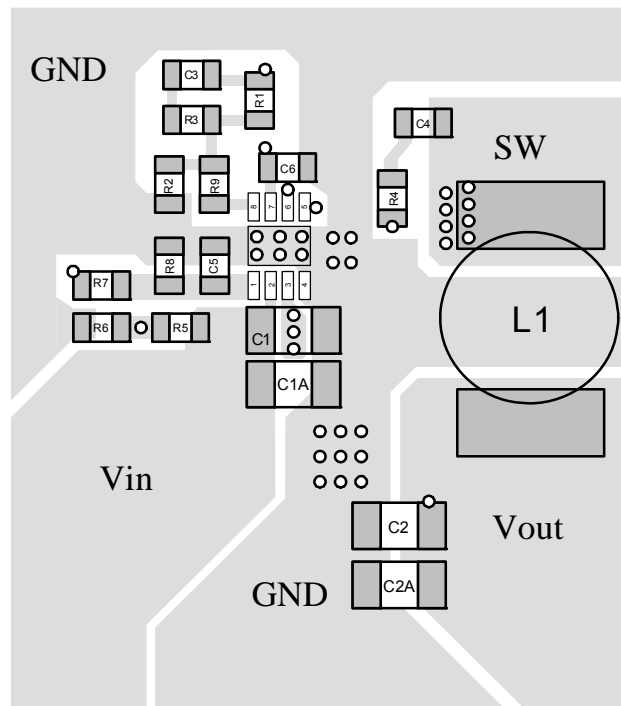 GND
C3
R1
R3
C4
SW
C6
R2
R9
R4
8
7
6
5
R8
C5
R7
1
2
3
4
R6
R5
C1
L1
C1A
Vin
C2
Vout
GND
C2A